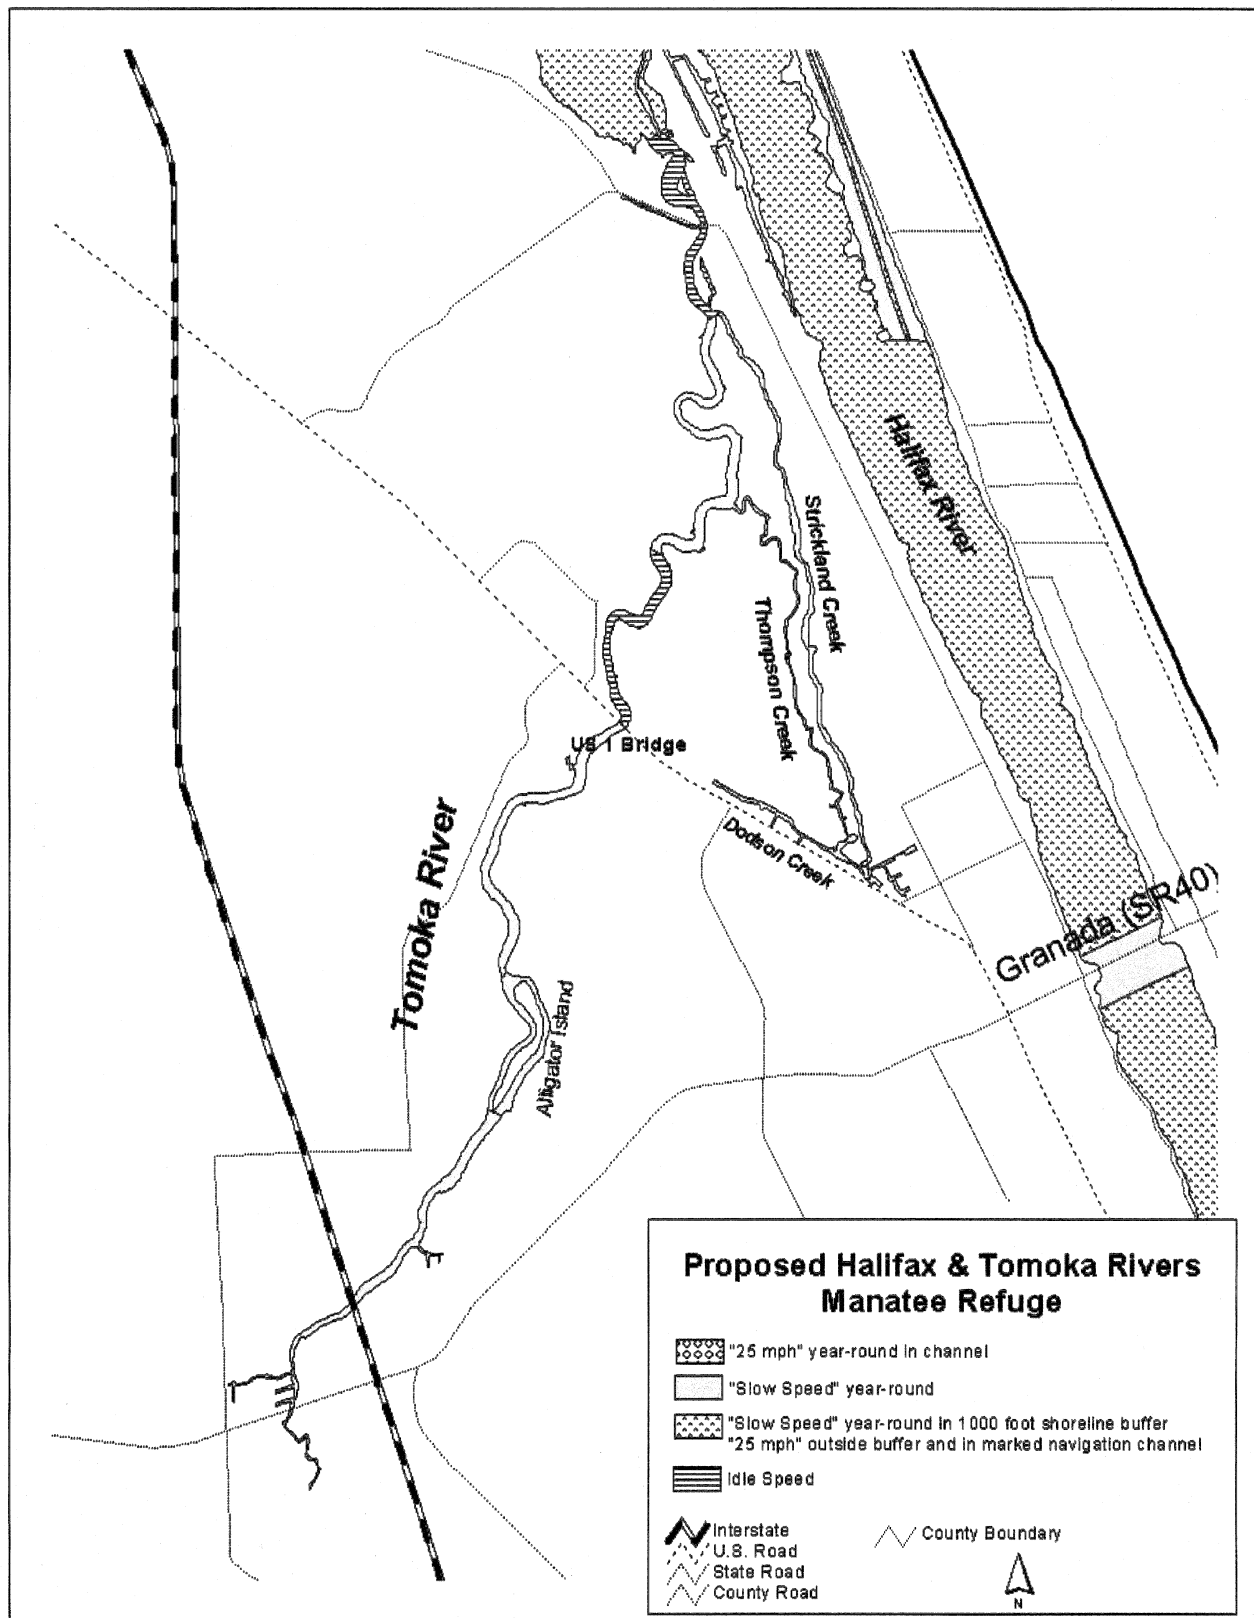 Halifax River
Strickland Creek
Thompson Creek
US 1 Bridge
Tomoka River
Dodson Creek
Granada (SR40)
Alligator Island
Proposed Halifax & Tomoka Rivers
Manatee Refuge
"25 mph" year-round in channel
"Slow Speed" year-round
"Slow Speed" year-round in 1000 foot shoreline buffer
"25 mph" outside buffer and in marked navigation channel
Idle Speed
Interstate
County Boundary
U.S. Road
State Road
County Road
N